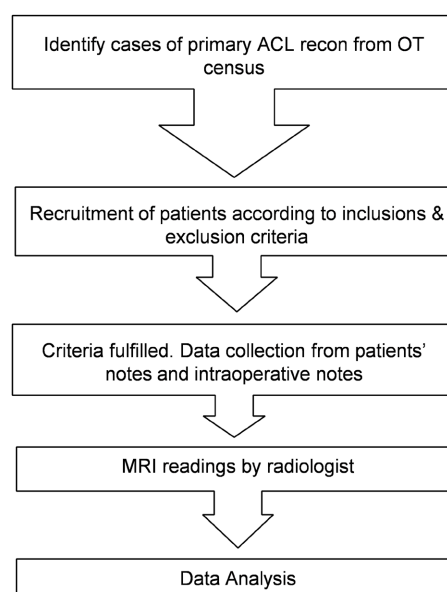 Identify cases of primary ACL recon from OT
census
Recruitment of patients according to inclusions &
exclusion criteria
Criteria fulfilled. Data collection from patients’
notes and intraoperative notes
MRI readings by radiologist
Data Analysis